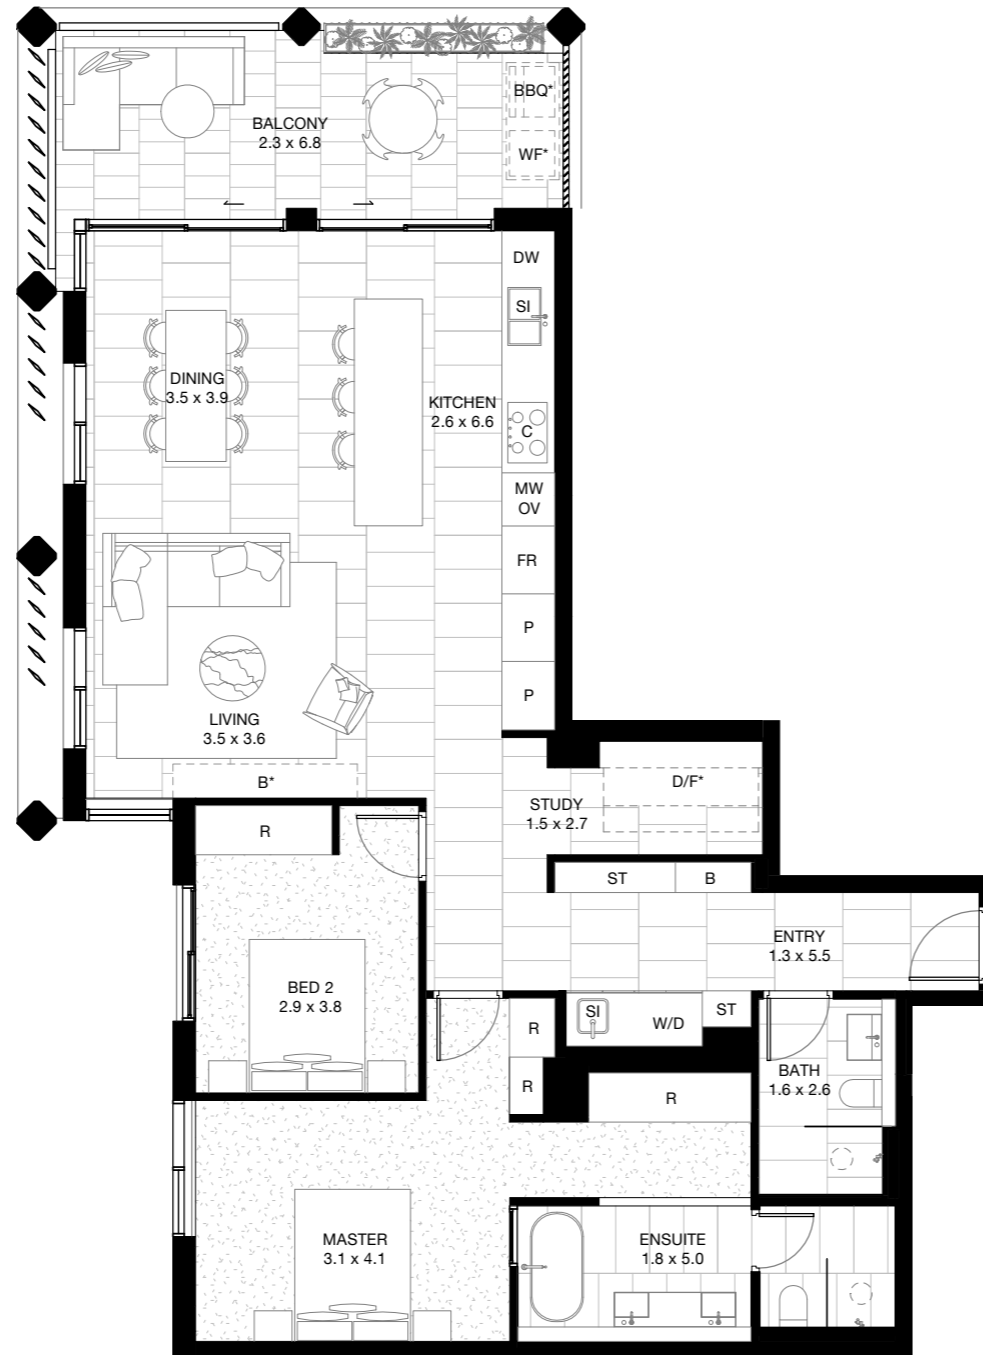 BBQ*
BALCONY
2.3 x 6.8
WF*
DW
SI
DINING
3.5 x 3.9
KITCHEN
2.6 x 6.6
C
MW
OV
FR
P
P
LIVING
3.5 x 3.6
B*
D/F*
STUDY
1.5 x 2.7
R
ST
B
ENTRY
1.3 x 5.5
BED 2
2.9 x 3.8
SI
W/D
ST
R
R
R
BATH
1.6 x 2.6
MASTER
3.1 x 4.1
ENSUITE
1.8 x 5.0